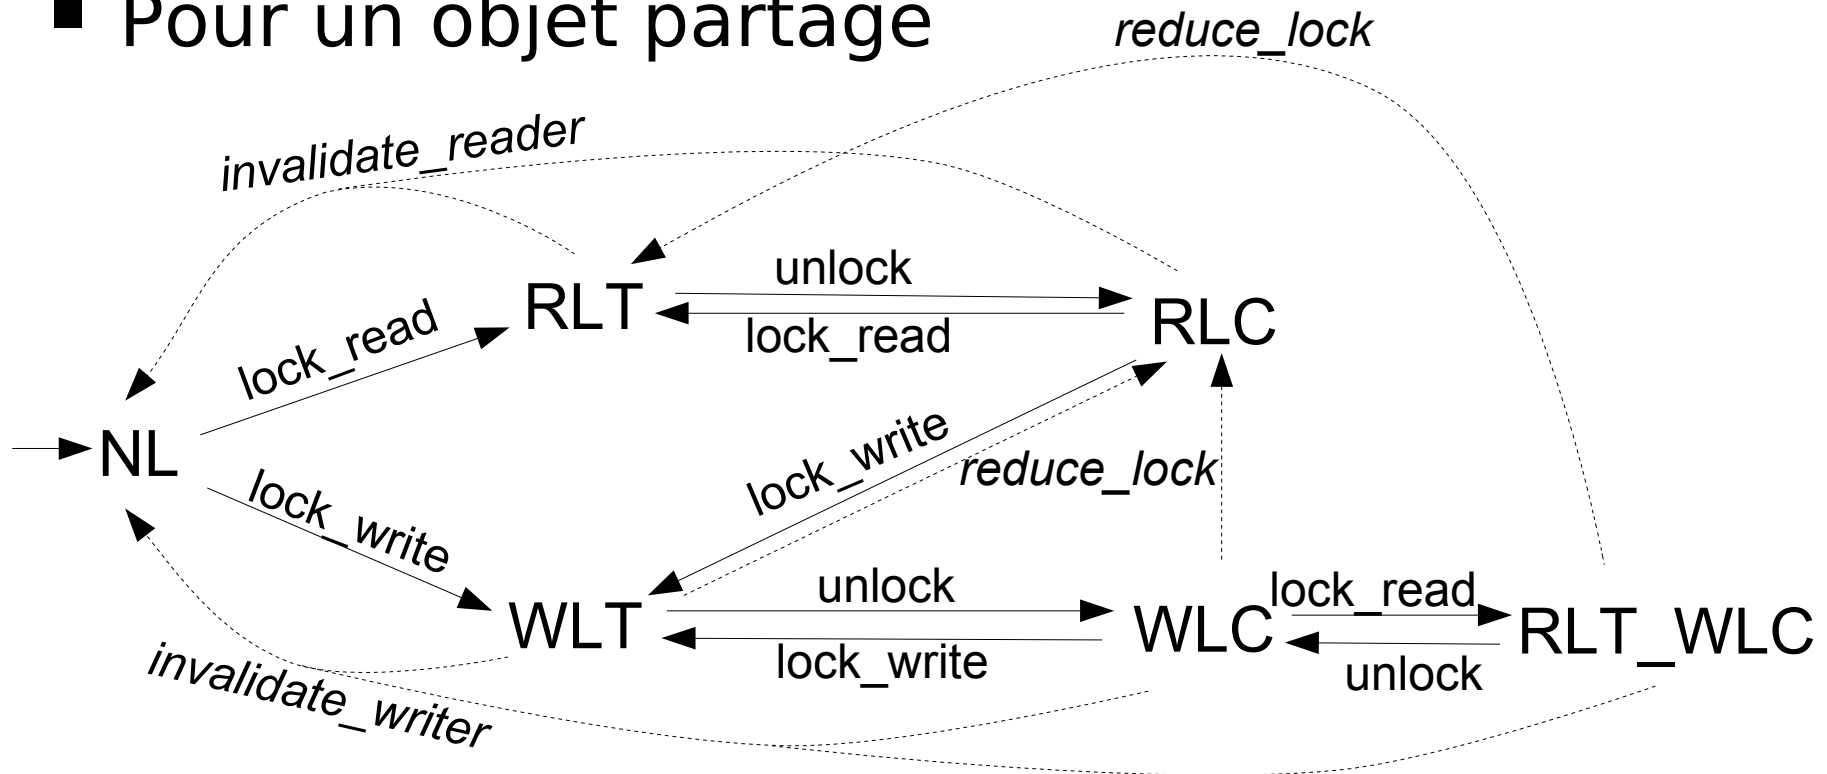 Pour un objet partagé
reduce_lock
invalidate_reader
unlock
RLT
RLC
lock_read
lock_read
NL
lock_write
reduce_lock
lock_write
unlock
lock_read
WLT
WLC
RLT_WLC
lock_write
unlock
invalidate_writer